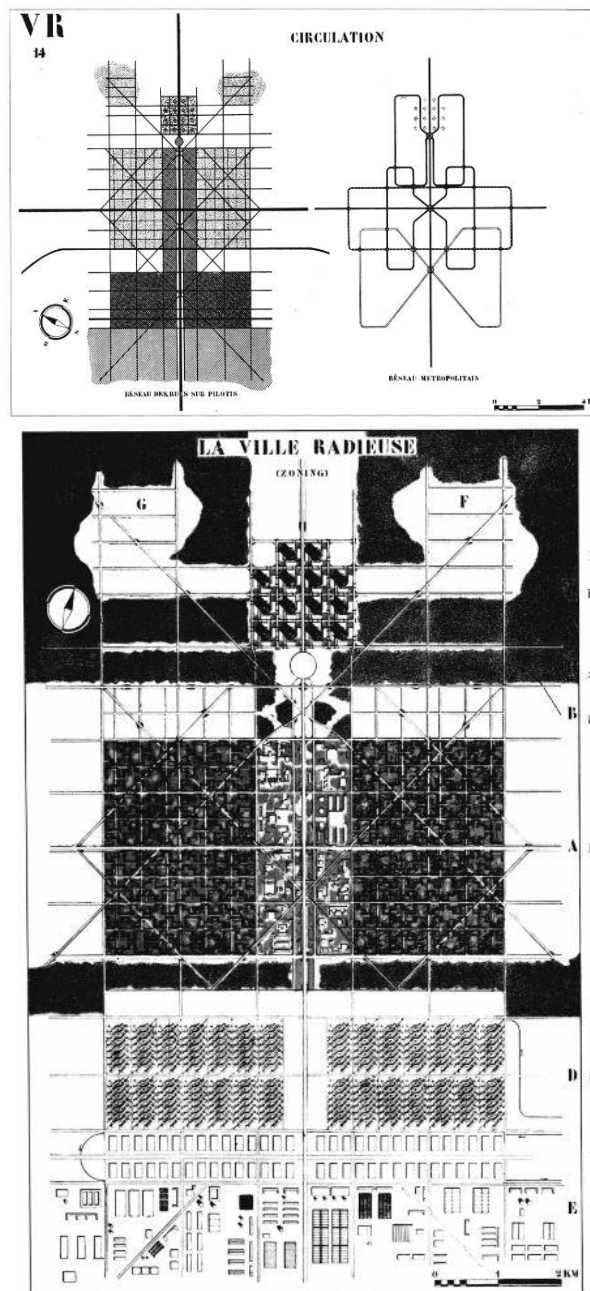 VR
14
CIRCULATION
RÉSEAU DES RUES SUR PILOTIS
RÉSEAU METROPOLITAIN
0 2 4
LA VILLE RADIEUSE
(ZONING)
G
F
B
A
D
E
0 1 2 KM